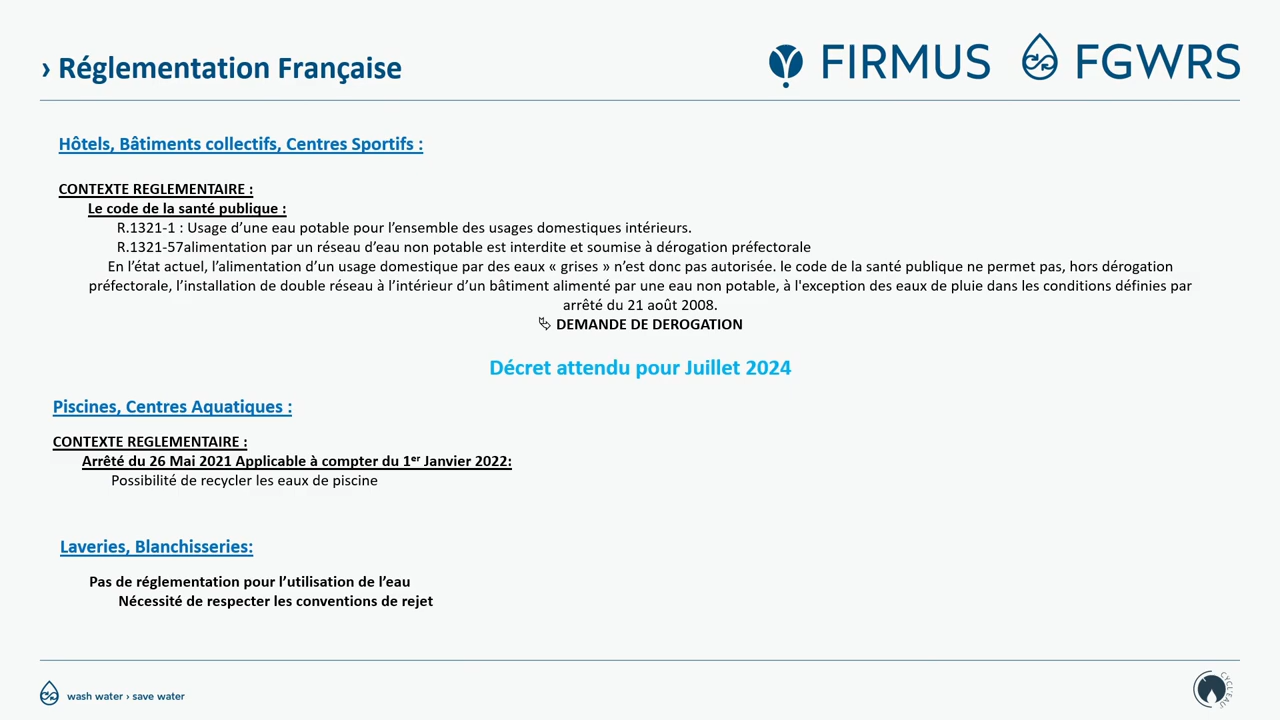 › Réglementation Française
FIRMUS
FGWRS
Hôtels, Bâtiments collectifs, Centres Sportifs :
CONTEXTE REGLEMENTAIRE :
Le code de la santé publique :
R.1321-1 : Usage d’une eau potable pour l’ensemble des usages domestiques intérieurs.
R.1321-57alimentation par un réseau d’eau non potable est interdite et soumise à dérogation préfectorale
En l’état actuel, l’alimentation d’un usage domestique par des eaux « grises » n’est donc pas autorisée. le code de la santé publique ne permet pas, hors dérogation
préfectorale, l’installation de double réseau à l’intérieur d’un bâtiment alimenté par une eau non potable, à l'exception des eaux de pluie dans les conditions définies par
arrêté du 21 août 2008.
DEMANDE DE DEROGATION
Décret attendu pour Juillet 2024
Piscines, Centres Aquatiques :
CONTEXTE REGLEMENTAIRE :
Arrêté du 26 Mai 2021 Applicable à compter du 1er Janvier 2022:
Possibilité de recycler les eaux de piscine
Laveries, Blanchisseries:
Pas de réglementation pour l’utilisation de l’eau
Nécessité de respecter les conventions de rejet
wash water › save water
CYCL'EAU